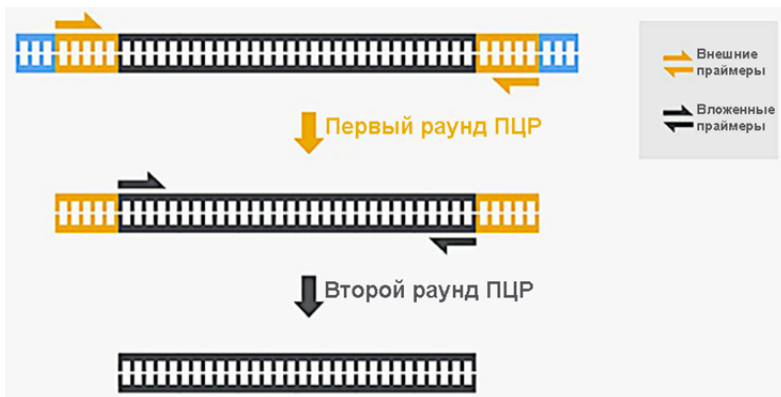 Внешние
праймеры
Вложенные
праймеры
Первый раунд ПЦР
Второй раунд ПЦР